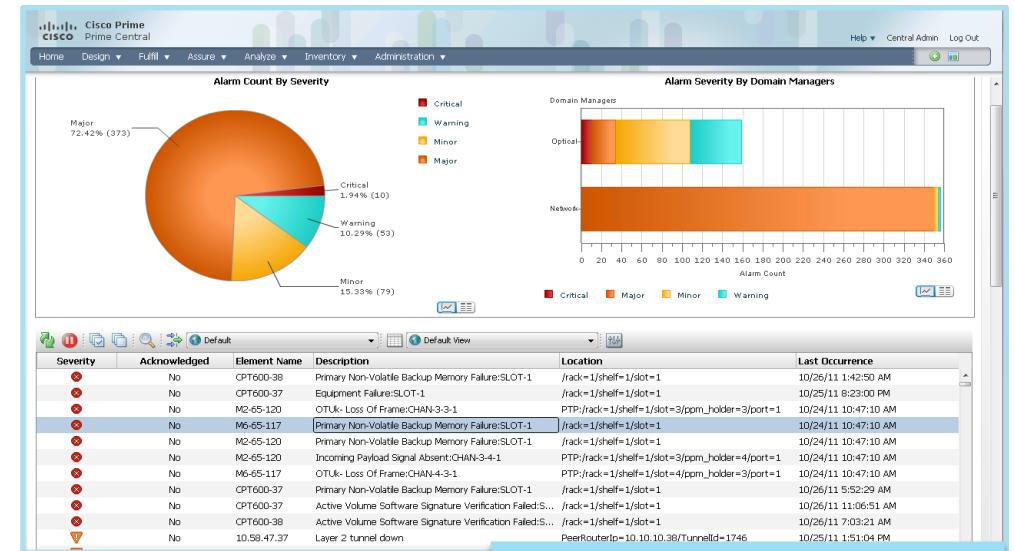 Cisco Prime
CISCO Prime Central
Help Central Admin Log Out
Home Design Fulfill Assure Analyze Inventory Administration
Alarm Count By Severity
Major
72.42% (373)
Critical
1.94% (10)
Warning
10.29% (53)
Minor
15.33% (79)
Critical
Warning
Minor
Major
Alarm Severity By Domain Managers
Domain Managers
Optical
Network
0 20 40 60 80 100 120 140 160 180 200 220 240 260 280 300 320 340 360
Alarm Count
Critical Major Minor Warning
Default Default View
Severity Acknowledged Element Name Description Location Last Occurrence
No CPT600-38 Primary Non-Volatile Backup Memory Failure:SLOT-1 /rack=1/shelf=1/slot=1 10/26/11 1:42:50 AM
No CPT600-37 Equipment Failure:SLOT-1 /rack=1/shelf=1/slot=1 10/25/11 8:23:00 PM
No M2-65-120 OTUk- Loss Of Frame:CHAN-3-3-1 PTP:/rack=1/shelf=1/slot=3/ppm_holder=3/port=1 10/24/11 10:47:10 AM
No M6-65-117 Primary Non-Volatile Backup Memory Failure:SLOT-1 /rack=1/shelf=1/slot=1 10/24/11 10:47:10 AM
No M2-65-120 Primary Non-Volatile Backup Memory Failure:SLOT-1 /rack=1/shelf=1/slot=1 10/24/11 10:47:10 AM
No M2-65-120 Incoming Payload Signal Absent:CHAN-3-4-1 PTP:/rack=1/shelf=1/slot=3/ppm_holder=4/port=1 10/24/11 10:47:10 AM
No M6-65-117 OTUk- Loss Of Frame:CHAN-4-3-1 PTP:/rack=1/shelf=1/slot=4/ppm_holder=3/port=1 10/24/11 10:47:10 AM
No CPT600-37 Primary Non-Volatile Backup Memory Failure:SLOT-1 /rack=1/shelf=1/slot=1 10/26/11 5:52:29 AM
No CPT600-37 Active Volume Software Signature Verification Failed:S... /rack=1/shelf=1/slot=1 10/26/11 11:06:51 AM
No CPT600-38 Active Volume Software Signature Verification Failed:S... /rack=1/shelf=1/slot=1 10/26/11 7:03:21 AM
No 10.58.47.37 Layer 2 tunnel down PeerRouterIp=10.10.10.38/TunnelId=1746 10/25/11 1:51:04 PM